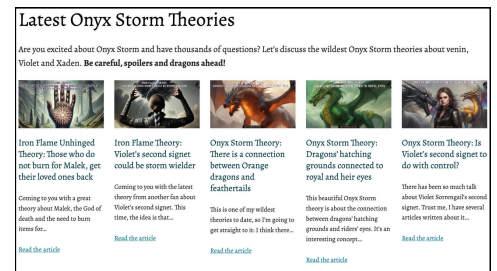 Latest Onyx Storm Theories
Are you excited about Onyx Storm and have thousands of questions? Let's discuss the wildest Onyx Storm theories about venin,
Violet and Xaden. Be careful, spoilers and dragons ahead!
Iron Flame Unhinged
Theory: Those who do
not burn for Malek, get
their loved ones back
Coming to you with a great
theory about Malek, the God of
death and the need to burn
items for...
Read the article
Iron Flame Theory:
Violet's second signet
could be storm wielder
Coming to you with the latest
theory from another fan about
Violet's second signet. This
time, the idea is that...
Read the article
Onyx Storm Theory:
There is a connection
between Orange
dragons and
feathertails
This is one of my wildest
theories to date, so I'm going to
get straight to it: I think there...
Read the article
Onyx Storm Theory:
Dragons' hatching
grounds connected to
royal and heir eyes
This beautiful Onyx Storm
theory is about the connection
between dragons' hatching
grounds and riders' eyes. It's an
interesting concept...
Read the article
Onyx Storm Theory: Is
Violet's second signet to
do with control?
There has been so much talk
about Violet Sorrengail's second
signet. Trust me, I have several
articles written about it...
Read the article